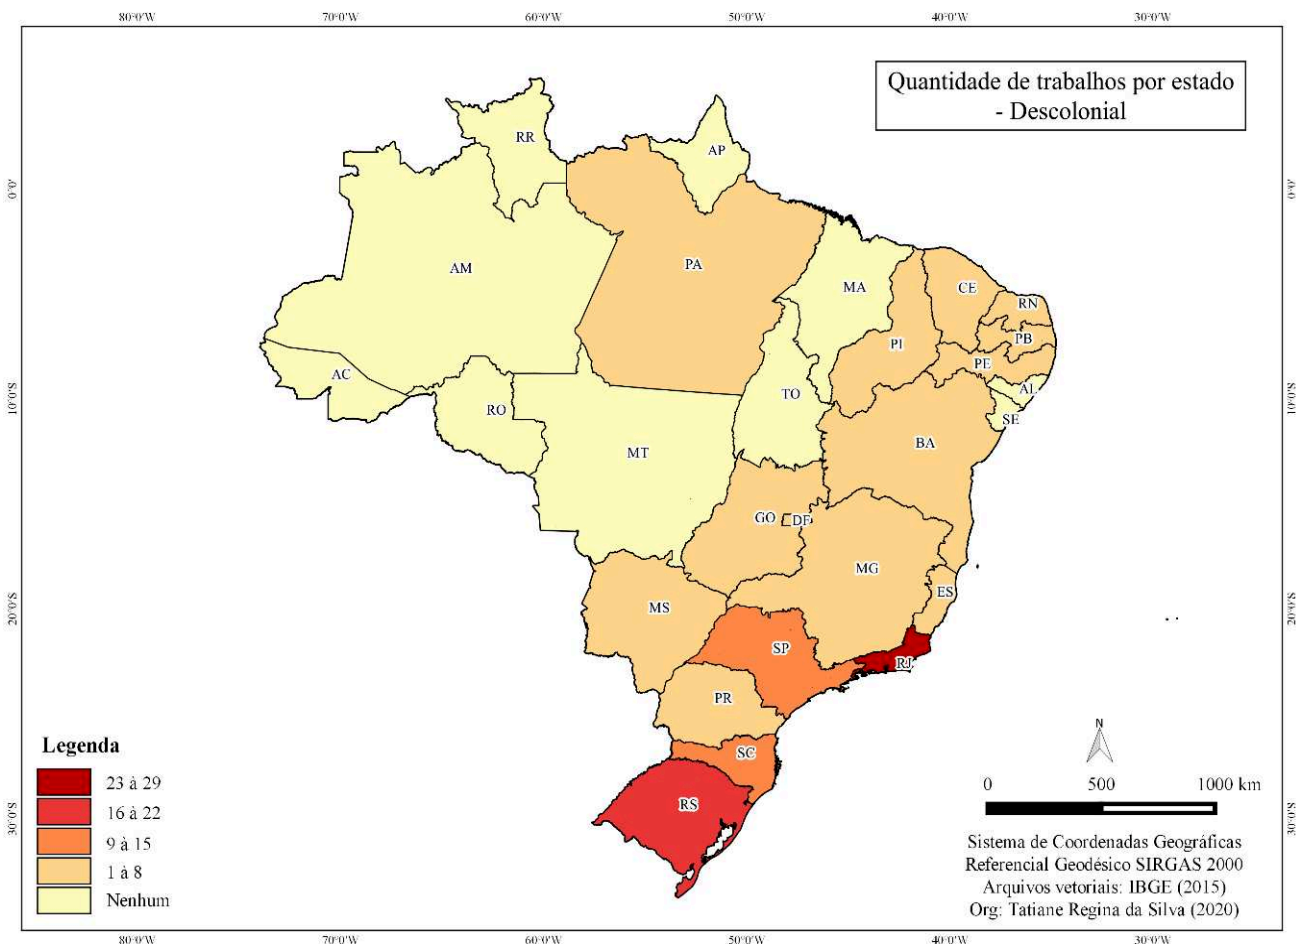 80°0'W 70°0'W 60°0'W 50°0'W 40°0'W 30°0'W
Quantidade de trabalhos por estado
- Descolonial
RR
AP
0°0' 0°0'
AM
PA
MA
CE
RN
PB
PI
PE
AC
TO
AL
10°0'S 10°0'S
RO
SE
BA
MT
GO
DF
MG
ES
MS
20°0'S 20°0'S
SP
RJ
PR
SC
RS
N
Legenda
23 à 29
16 à 22
9 à 15
1 à 8
Nenhum
0 500 1000 km
30°0'S 30°0'S
Sistema de Coordenadas Geográficas
Referencial Geodésico SIRGAS 2000
Arquivos vetoriais: IBGE (2015)
Org: Tatiane Regina da Silva (2020)
80°0'W 70°0'W 60°0'W 50°0'W 40°0'W 30°0'W